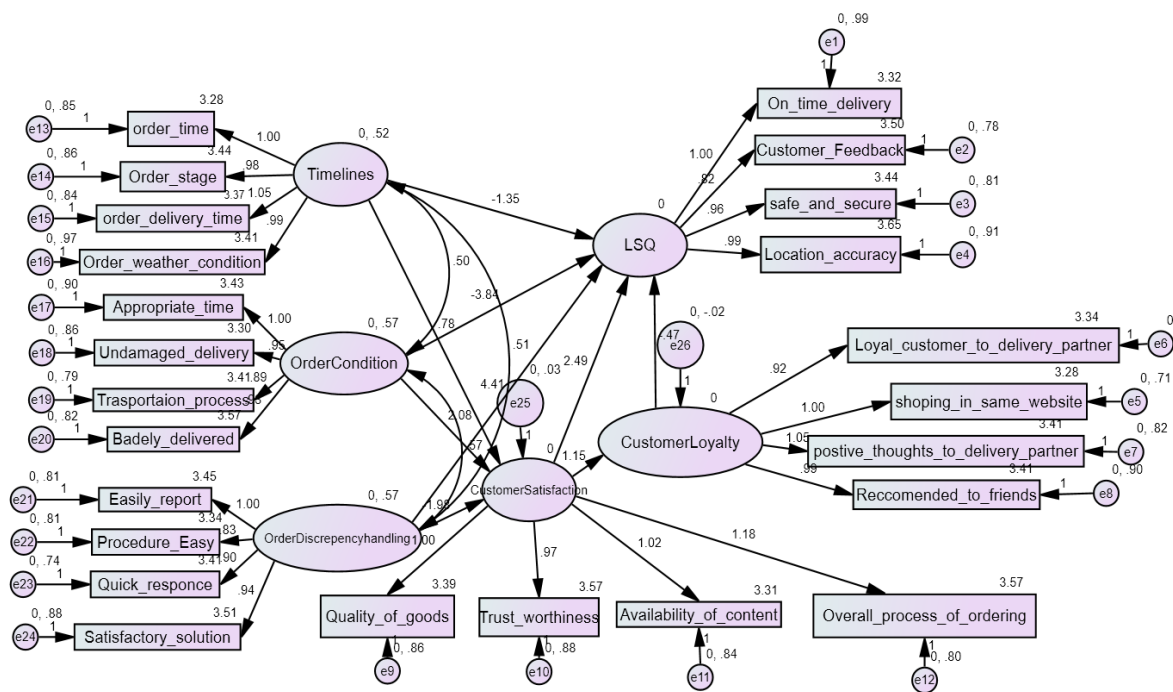 0, .99
e1
1
3.32
On_time_delivery
3.50
Customer_Feedback
1
0, .78
e2
3.44
safe_and_secure
1
0, .81
e3
3.65
Location_accuracy
1
0, .91
e4
1.00
.82
.96
.99
0
LSQ
0, .85
e13
1
3.28
order_time
1.00
0, .86
e14
1
3.44
Order_stage
.98
0, .84
e15
1
3.37
order_delivery_time
1.05
0, .97
e16
1
3.41
Order_weather_condition
.99
0, .52
Timelines
-1.35
.50
-3.84
.78
.51
0, .90
e17
1
3.43
Appropriate_time
1.00
0, .86
e18
1
3.30
Undamaged_delivery
.95
0, .79
e19
1
3.41
Trasportaion_process
.89
0, .82
e20
1
3.57
Badely_delivered
0, .57
OrderCondition
4.41
0, .03
e25
1
2.49
2.08
.57
1.98
0, -.02
e26
1
0
CustomerLoyalty
.92
3.34
Loyal_customer_to_delivery_partner
1
e6
1.00
3.28
shoping_in_same_website
1
0, .71
e5
1.05
3.41
postive_thoughts_to_delivery_partner
1
0, .82
e7
.99
3.41
Reccomended_to_friends
1
0, .90
e8
0
1.15
CustomerSatisfaction
0, .81
e21
1
3.45
Easily_report
1.00
0, .81
e22
1
3.34
Procedure_Easy
.83
0, .74
e23
1
3.41
Quick_responce
.90
0, .88
e24
1
3.51
Satisfactory_solution
.94
0, .57
OrderDiscrepencyhandling
1.00
.97
1.02
1.18
3.39
Quality_of_goods
1
0, .86
e9
3.57
Trust_worthiness
1
0, .88
e10
3.31
Availability_of_content
1
0, .84
e11
3.57
Overall_process_of_ordering
1
0, .80
e12